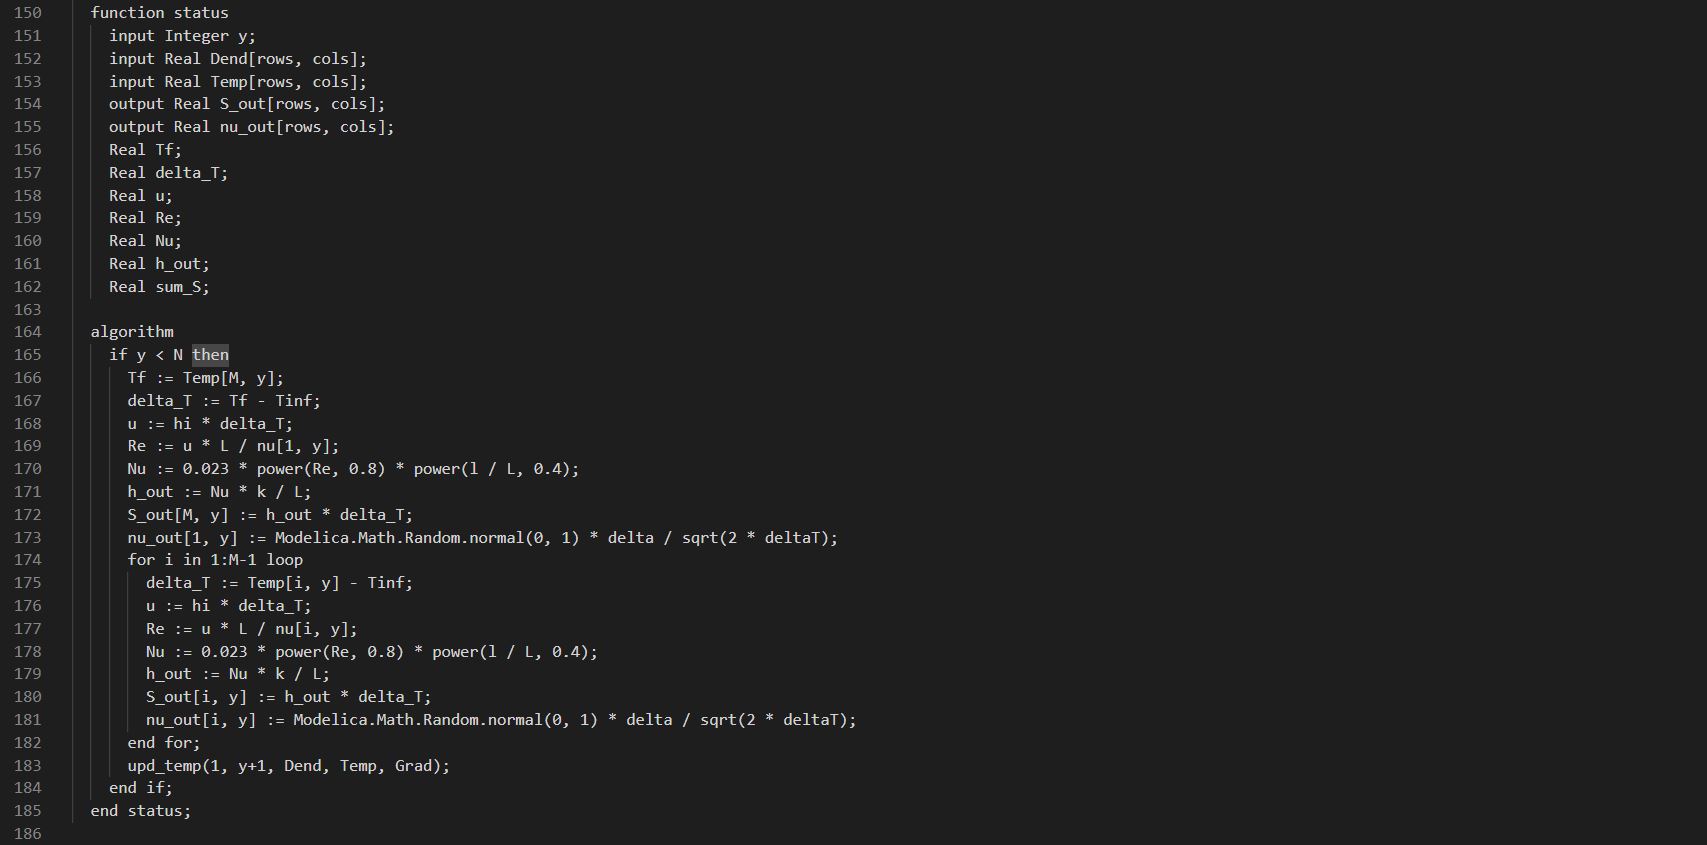 150 function status
151 input Integer y;
152 input Real Dend[rows, cols];
153 input Real Temp[rows, cols];
154 output Real S_out[rows, cols];
155 output Real nu_out[rows, cols];
156 Real Tf;
157 Real delta_T;
158 Real u;
159 Real Re;
160 Real Nu;
161 Real h_out;
162 Real sum_S;
163
164 algorithm
165 if y < N then
166 Tf := Temp[M, y];
167 delta_T := Tf - Tinf;
168 u := hi * delta_T;
169 Re := u * L / nu[1, y];
170 Nu := 0.023 * power(Re, 0.8) * power(l / L, 0.4);
171 h_out := Nu * k / L;
172 S_out[M, y] := h_out * delta_T;
173 nu_out[1, y] := Modelica.Math.Random.normal(0, 1) * delta / sqrt(2 * deltaT);
174 for i in 1:M-1 loop
175 delta_T := Temp[i, y] - Tinf;
176 u := hi * delta_T;
177 Re := u * L / nu[i, y];
178 Nu := 0.023 * power(Re, 0.8) * power(l / L, 0.4);
179 h_out := Nu * k / L;
180 S_out[i, y] := h_out * delta_T;
181 nu_out[i, y] := Modelica.Math.Random.normal(0, 1) * delta / sqrt(2 * deltaT);
182 end for;
183 upd_temp(1, y+1, Dend, Temp, Grad);
184 end if;
185 end status;
186